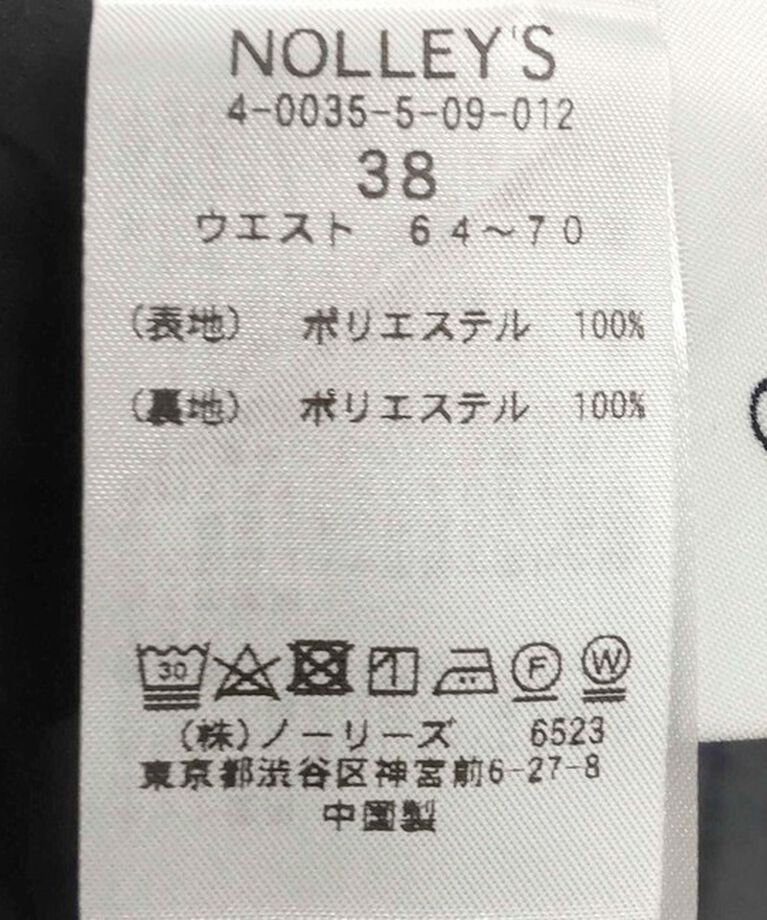 NOLLEY'S
4-0035-5-09-012
38
ウエスト 64〜70
(表地) ポリエステル 100%
(裏地) ポリエステル 100%
30 F W
(株)ノーリーズ 6523
東京都渋谷区神宮前6-27-8
中国製